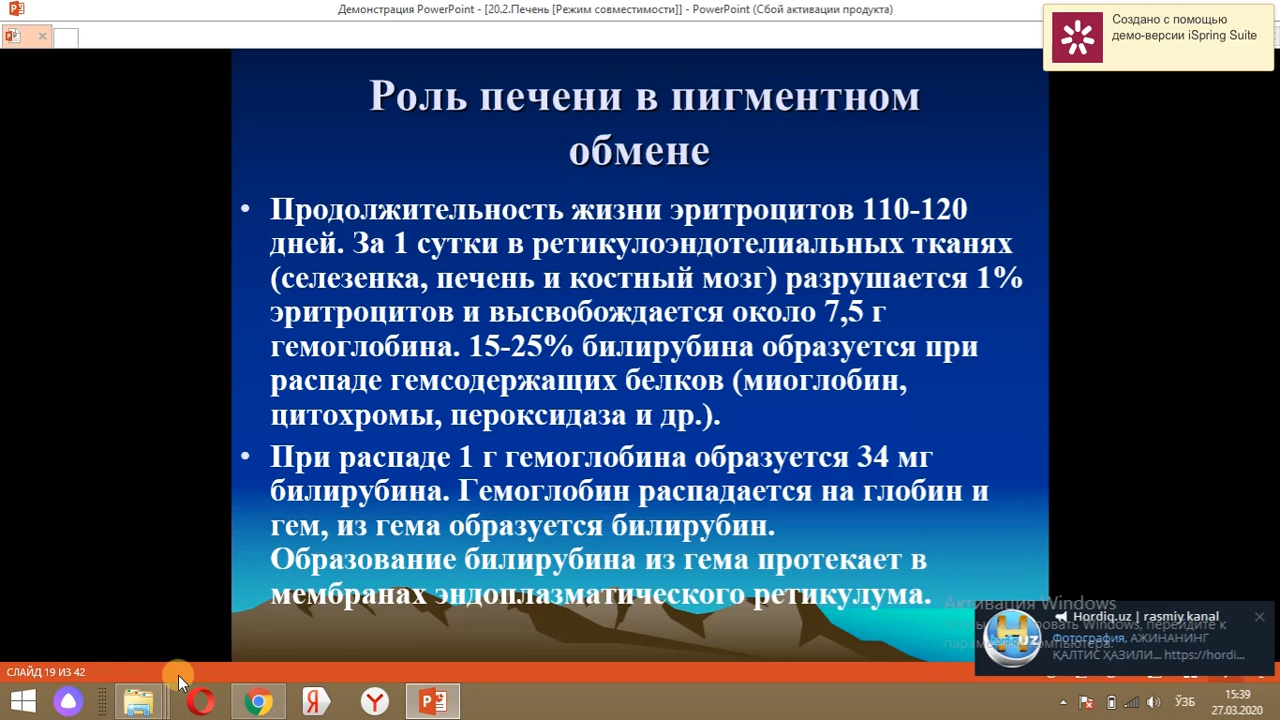 Демонстрация PowerPoint - [20.2.Печень [Режим совместимости]] - PowerPoint (Сбой активации продукта)
Создано с помощью
демо-версии iSpring Suite
Роль печени в пигментном
обмене
• Продолжительность жизни эритроцитов 110-120
дней. За 1 сутки в ретикулоэндотелиальных тканях
(селезенка, печень и костный мозг) разрушается 1%
эритроцитов и высвобождается около 7,5 г
гемоглобина. 15-25% билирубина образуется при
распаде гемсодержащих белков (миоглобин,
цитохромы, пероксидаза и др.).
• При распаде 1 г гемоглобина образуется 34 мг
билирубина. Гемоглобин распадается на глобин и
гем, из гема образуется билирубин.
Образование билирубина из гема протекает в
мембранах эндоплазматического ретикулума.
Активация Windows
Windows, перейдите к
компьютера.
Hordiq.uz | rasmiy kanal
Фотография, АЖИНАНИНГ
ҚАЛТИС ҲАЗИЛИ... https://hordi...
СЛАЙД 19 ИЗ 42
ЎЗБ
15:39
27.03.2020